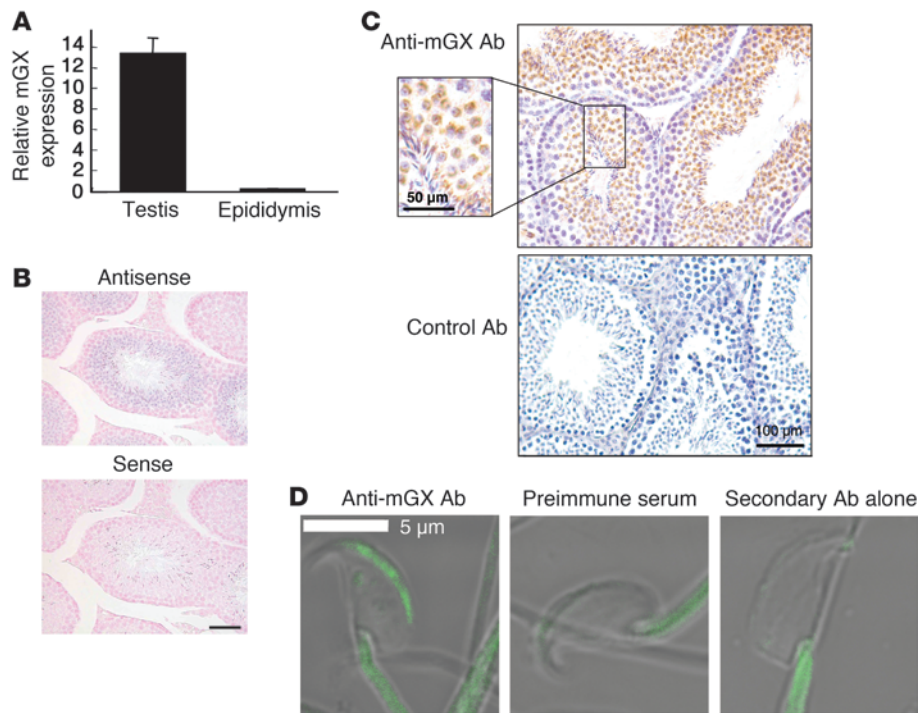 A
Relative mGX
expression
14
12
10
8
6
4
2
0
Testis
Epididymis
B
Antisense
Sense
C
Anti-mGX Ab
50 µm
Control Ab
100 µm
D
Anti-mGX Ab
Preimmune serum
Secondary Ab alone
5 µm